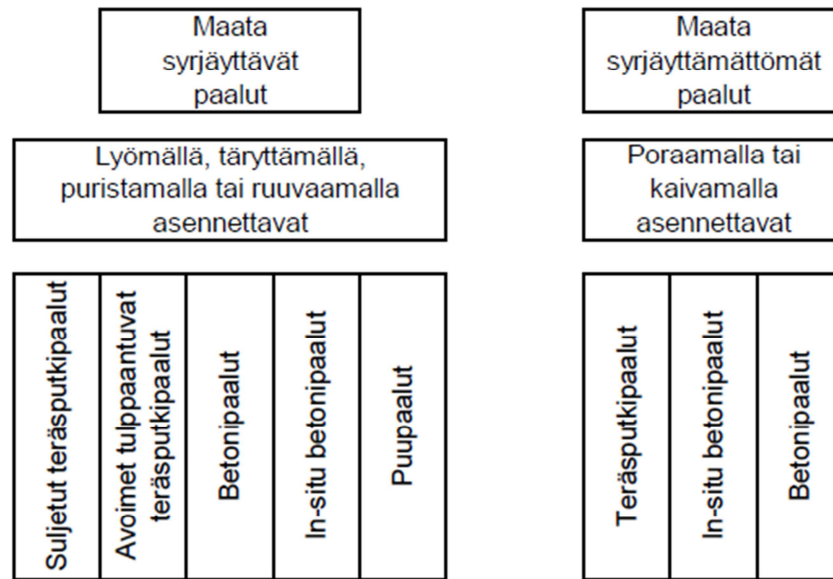 Maata
syrjäyttävät
paalut
Maata
syrjäyttämättömät
paalut
Lyömällä, täryttämällä,
puristamalla tai ruuvaamalla
asennettavat
Poraamalla tai
kaivamalla
asennettavat
Suljetut teräsputkipaalut
Avoimet tulppaantuvat
teräsputkipaalut
Betonipaalut
In-situ betonipaalut
Puupaalut
Teräsputkipaalut
In-situ betonipaalut
Betonipaalut